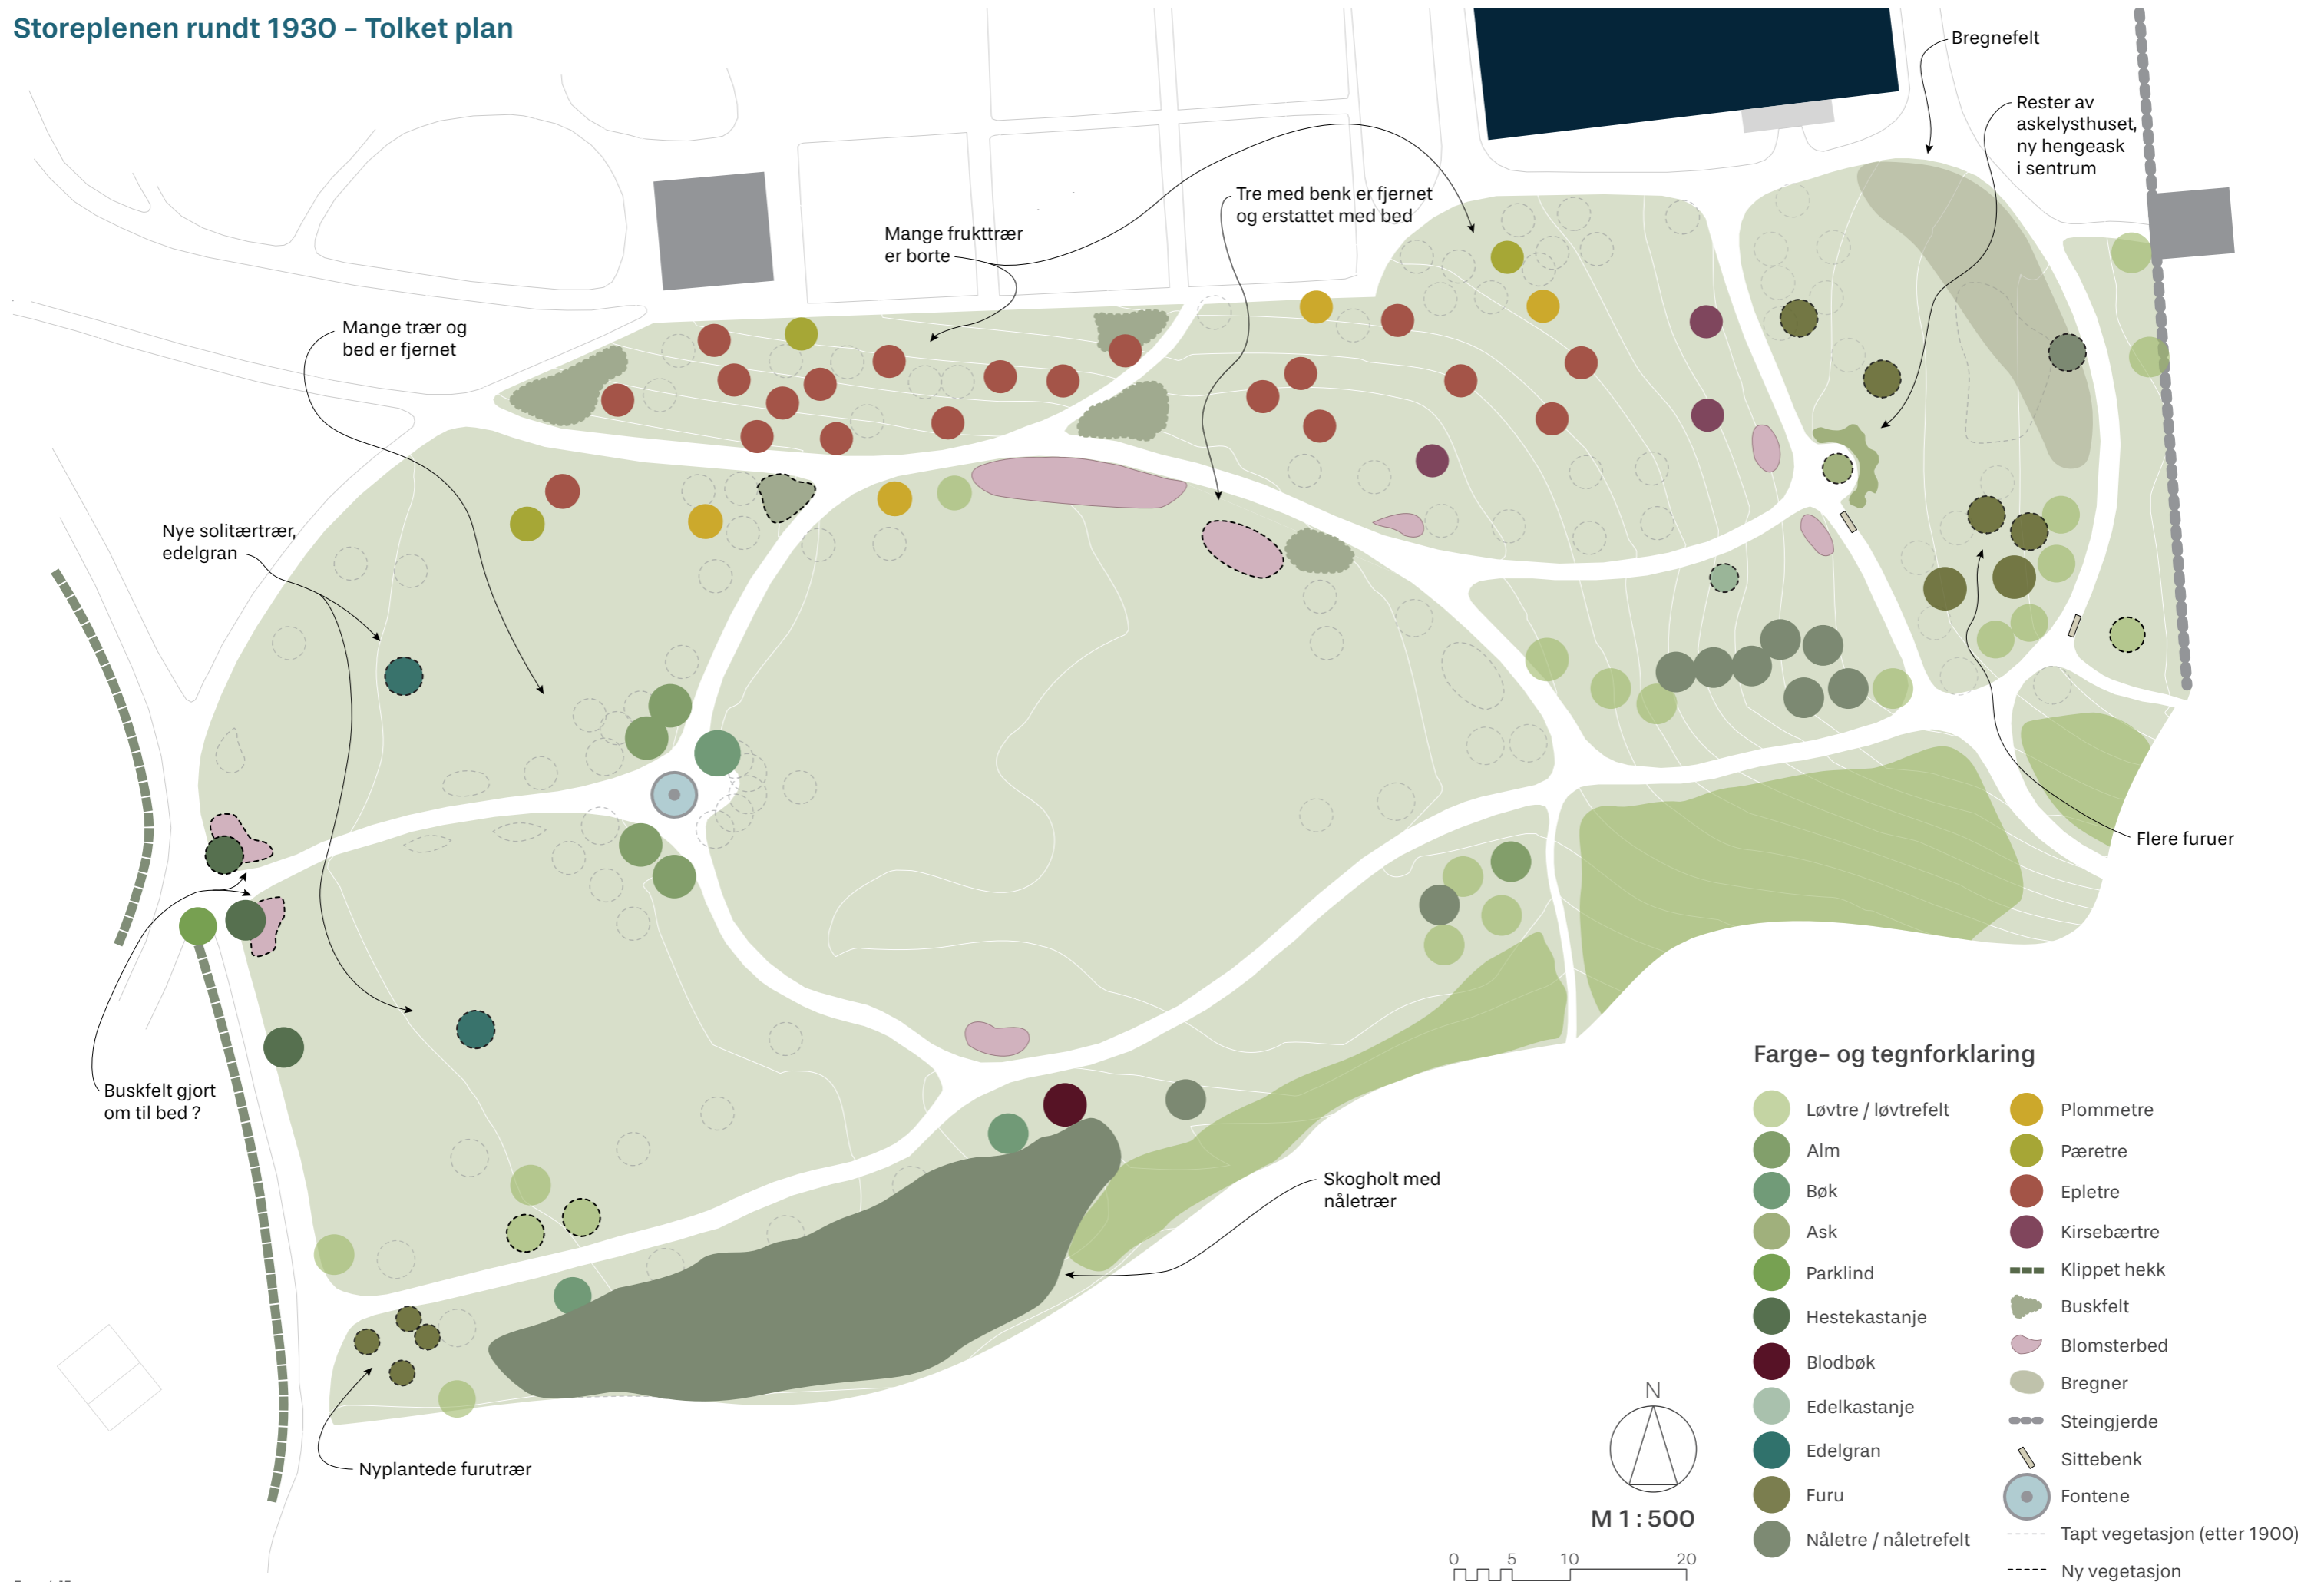 Storeplenen rundt 1930 – Tolket plan
Bregnefelt
Rester av
askelysthuset,
ny hengeask
i sentrum
Tre med benk er fjernet
og erstattet med bed
Mange frukttrær
er borte
Mange trær og
bed er fjernet
Nye solitærtrær,
edelgran
Flere furuer
Buskfelt gjort
om til bed ?
Skogholt med
nåletrær
Nyplantede furutrær
N
M 1 : 500
0 5 10 20
Farge- og tegnforklaring
Løvtre / løvtrefelt
Alm
Bøk
Ask
Parklind
Hestekastanje
Blodbøk
Edelkastanje
Edelgran
Furu
Nåletre / nåletrefelt
Plommetre
Pæretre
Epletre
Kirsebærtre
Klippet hekk
Buskfelt
Blomsterbed
Bregner
Steingjerde
Sittebenk
Fontene
Tapt vegetasjon (etter 1900)
Ny vegetasjon